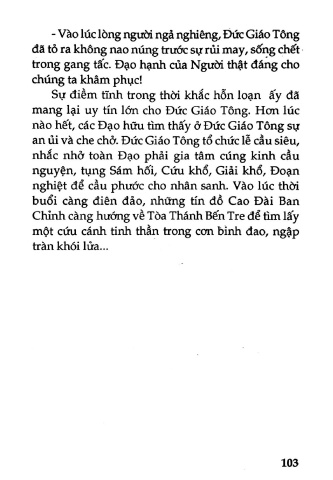 - Vào lúc lòng người ngả nghiêng, Đức Giáo Tông
đã tỏ ra không nao núng trước sự rủi may, sống chết
trong gang tấc. Đạo hạnh của Người thật đáng cho
chúng ta khâm phục!
Sự điềm tĩnh trong thời khắc hỗn loạn ấy đã
mang lại uy tín lớn cho Đức Giáo Tông. Hơn lúc
nào hết, các Đạo hữu tìm thấy ở Đức Giáo Tông sự
an ủi và che chở. Đức Giáo Tông tổ chức lễ cầu siêu,
nhắc nhở toàn Đạo phải gia tâm cúng kinh cầu
nguyện, tụng Sám hối, Cứu khổ, Giải khổ, Đoạn
nghiệt để cầu phước cho nhân sanh. Vào lúc thời
buổi càng điên đảo, những tín đồ Cao Đài Ban
Chỉnh càng hướng về Tòa Thánh Bến Tre để tìm lấy
một cứu cánh tinh thần trong cơn binh đao, ngập
tràn khói lửa...
103